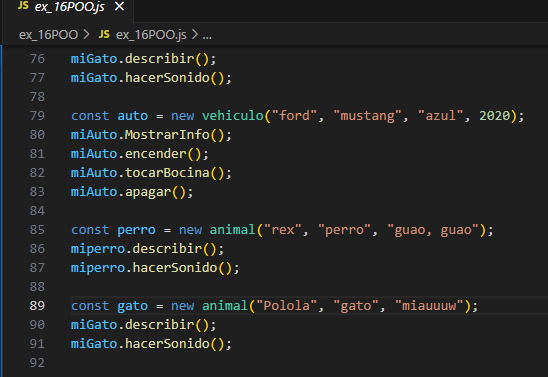 JS ex_16POO.js ×
ex_16POO > JS ex_16POO.js > ...
76 miGato.describir();
77 miGato.hacerSonido();
78
79 const auto = new vehiculo("ford", "mustang", "azul", 2020);
80 miAuto.MostrarInfo();
81 miAuto.encender();
82 miAuto.tocarBocina();
83 miAuto.apagar();
84
85 const perro = new animal("rex", "perro", "guao, guao");
86 miperro.describir();
87 miperro.hacerSonido();
88
89 const gato = new animal("Polola", "gato", "miauuuw");
90 miGato.describir();
91 miGato.hacerSonido();
92